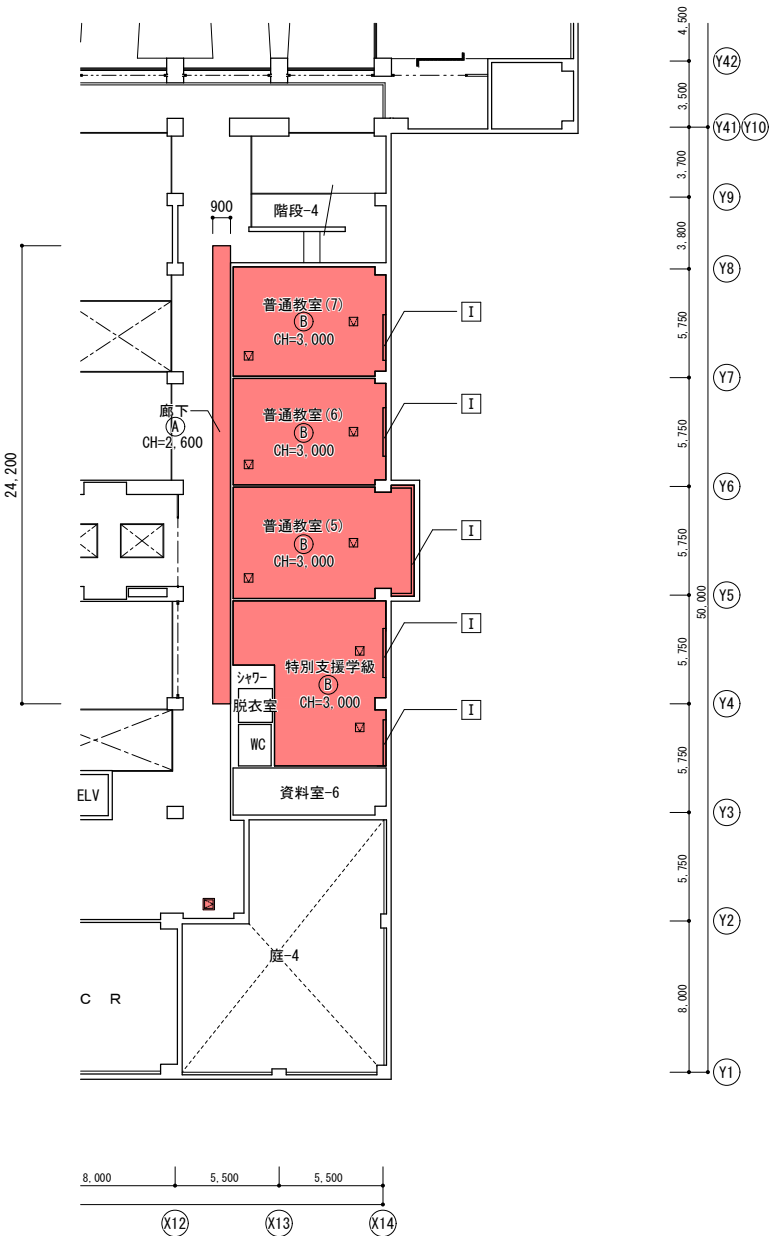 4,500
Y42
3,500
Y41 Y10
3,700
Y9
900
階段-4
3,800
Y8
普通教室(7)
B
CH=3,000
I
5,750
Y7
廊下
A
CH=2,600
普通教室(6)
B
CH=3,000
I
5,750
24,200
Y6
普通教室(5)
B
CH=3,000
I
5,750
Y5
50,000
I
特別支援学級
B
CH=3,000
シャワー
脱衣室
WC
5,750
Y4
I
5,750
ELV
資料室-6
Y3
5,750
Y2
庭-4
C R
8,000
Y1
8,000
5,500
5,500
X12
X13
X14